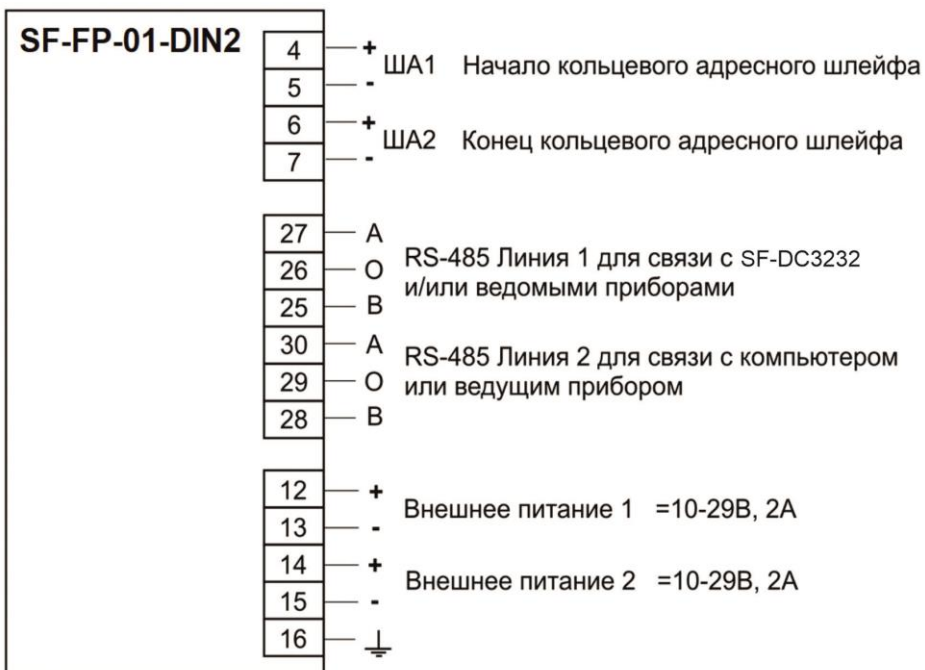 SF-FP-01-DIN2
4 +
ША1 Начало кольцевого адресного шлейфа
5 -
6 +
ША2 Конец кольцевого адресного шлейфа
7 -
27 A
RS-485 Линия 1 для связи с SF-DC3232
26 O
и/или ведомыми приборами
25 B
30 A
RS-485 Линия 2 для связи с компьютером
29 O
или ведущим прибором
28 B
12 +
Внешнее питание 1 =10-29В, 2А
13 -
14 +
Внешнее питание 2 =10-29В, 2А
15 -
16